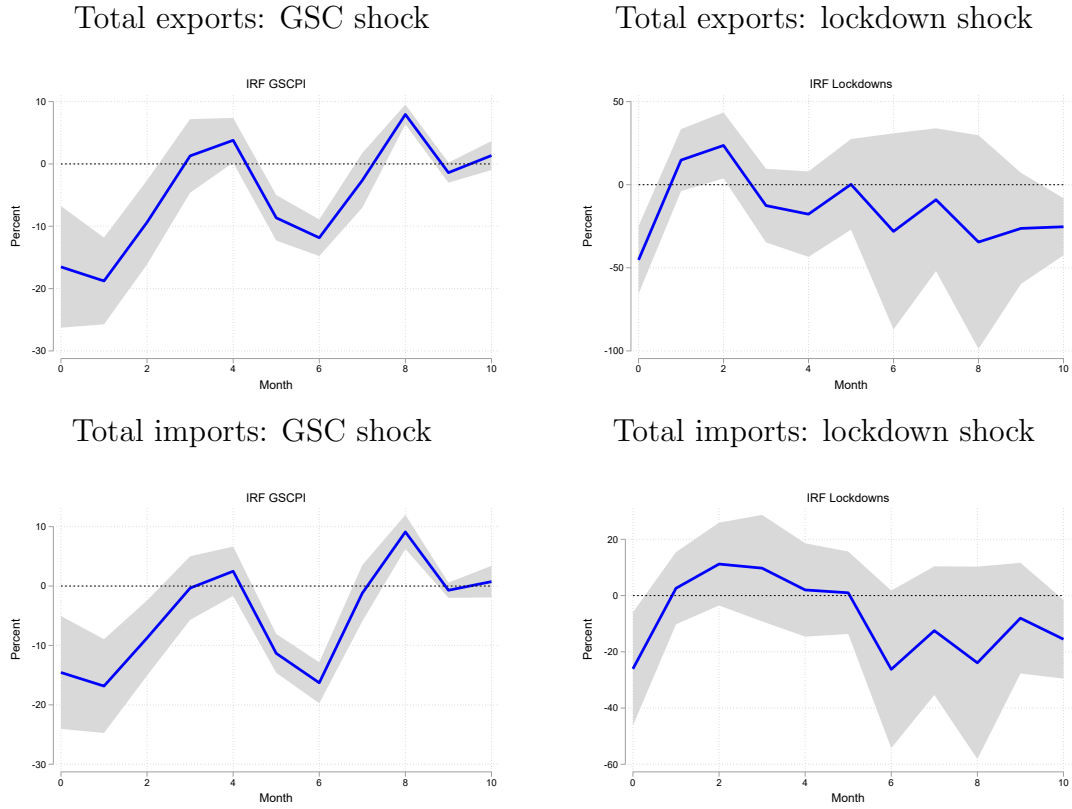 Total exports: GSC shock
Total exports: lockdown shock
IRF GSCPI
10
0
-10
-20
-30
Percent
0 2 4 6 8 10
Month
IRF Lockdowns
50
0
-50
-100
Percent
0 2 4 6 8 10
Month
Total imports: GSC shock
Total imports: lockdown shock
IRF GSCPI
10
0
-10
-20
-30
Percent
0 2 4 6 8 10
Month
IRF Lockdowns
20
0
-20
-40
-60
Percent
0 2 4 6 8 10
Month